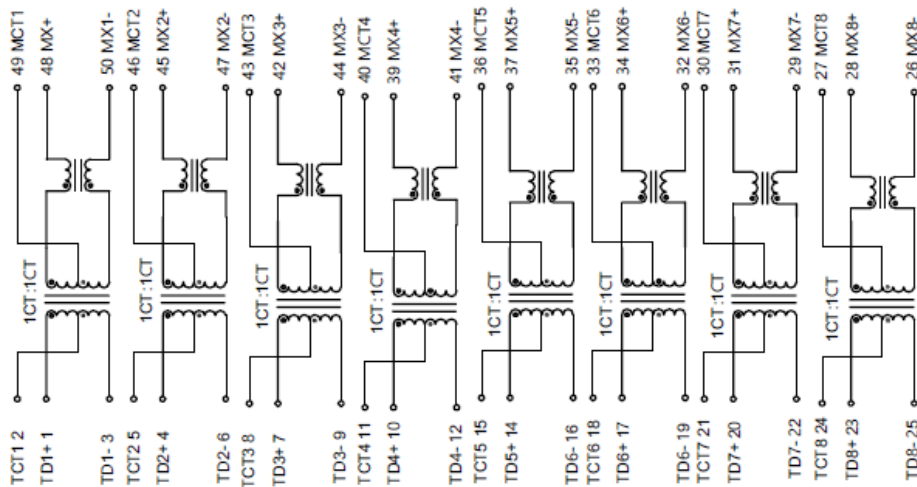 49 MCT1
48 MX+
50 MX1-
46 MCT2
45 MX2+
47 MX2-
43 MCT3
42 MX3+
44 MX3-
40 MCT4
39 MX4+
41 MX4-
36 MCT5
37 MX5+
35 MX5-
33 MCT6
34 MX6+
32 MX6-
30 MCT7
31 MX7+
29 MX7-
27 MCT8
28 MX8+
26 MX8-
1CT:1CT
1CT:1CT
1CT:1CT
1CT:1CT
1CT:1CT
1CT:1CT
1CT:1CT
1CT:1CT
TCT1 2
TD1+ 1
TD1- 3
TCT2 5
TD2+ 4
TD2- 6
TCT3 8
TD3+ 7
TD3- 9
TCT4 11
TD4+ 10
TD4- 12
TCT5 15
TD5+ 14
TD6- 16
TCT6 18
TD6+ 17
TD6- 19
TCT7 21
TD7+ 20
TD7- 22
TCT8 24
TD8+ 23
TD8- 25